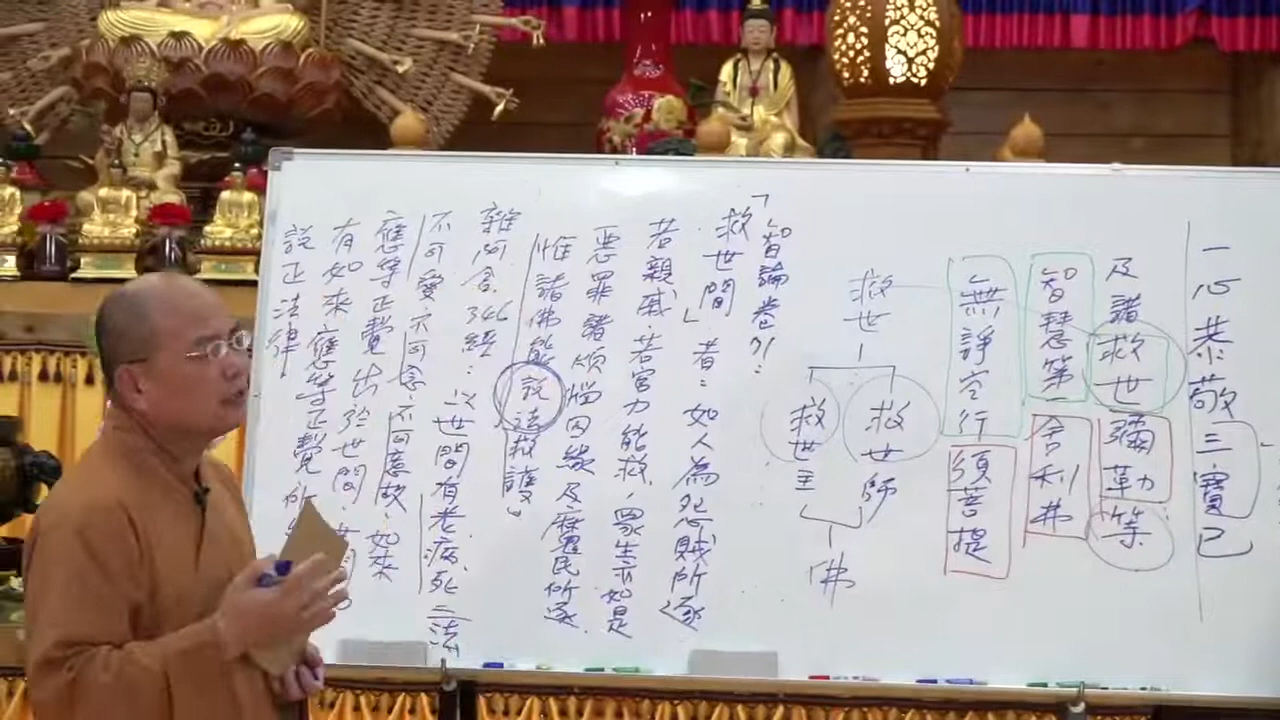 一心恭敬三寶已
及諸救世彌勒等
智慧第一舍利弗
無諍空行須菩提
救世
救世師
救世主
佛
「智論卷71:
救世間」者:如人為怨賊所逐
若親戚.若官力能救,眾生亦如是
惡罪諸煩惱因緣及魔民所逐
惟諸佛能說法救護。
雜阿含346經:以世間有老病死三法
不可愛.不可念.不可意故.如來
應等正覺出於世間.
有如來應等正覺所
說正法律